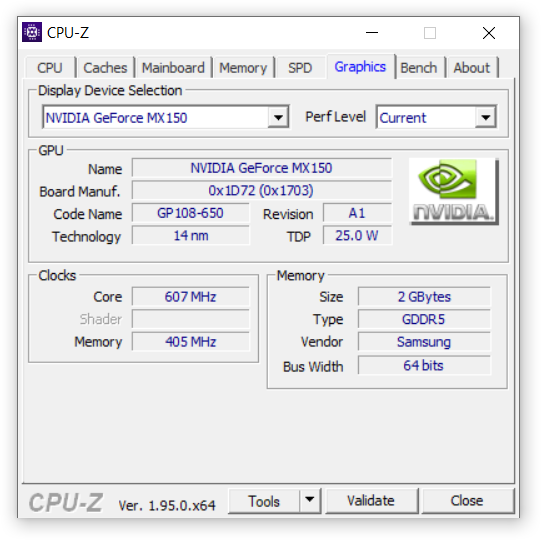 CPU-Z
CPU Caches Mainboard Memory SPD Graphics Bench About
Display Device Selection
NVIDIA GeForce MX150 Perf Level Current
GPU
Name NVIDIA GeForce MX150
Board Manuf. 0x1D72 (0x1703)
Code Name GP108-650 Revision A1
Technology 14 nm TDP 25.0 W
NVIDIA.
Clocks
Core 607 MHz
Shader
Memory 405 MHz
Memory
Size 2 GBytes
Type GDDR5
Vendor Samsung
Bus Width 64 bits
CPU-Z Ver. 1.95.0.x64 Tools Validate Close